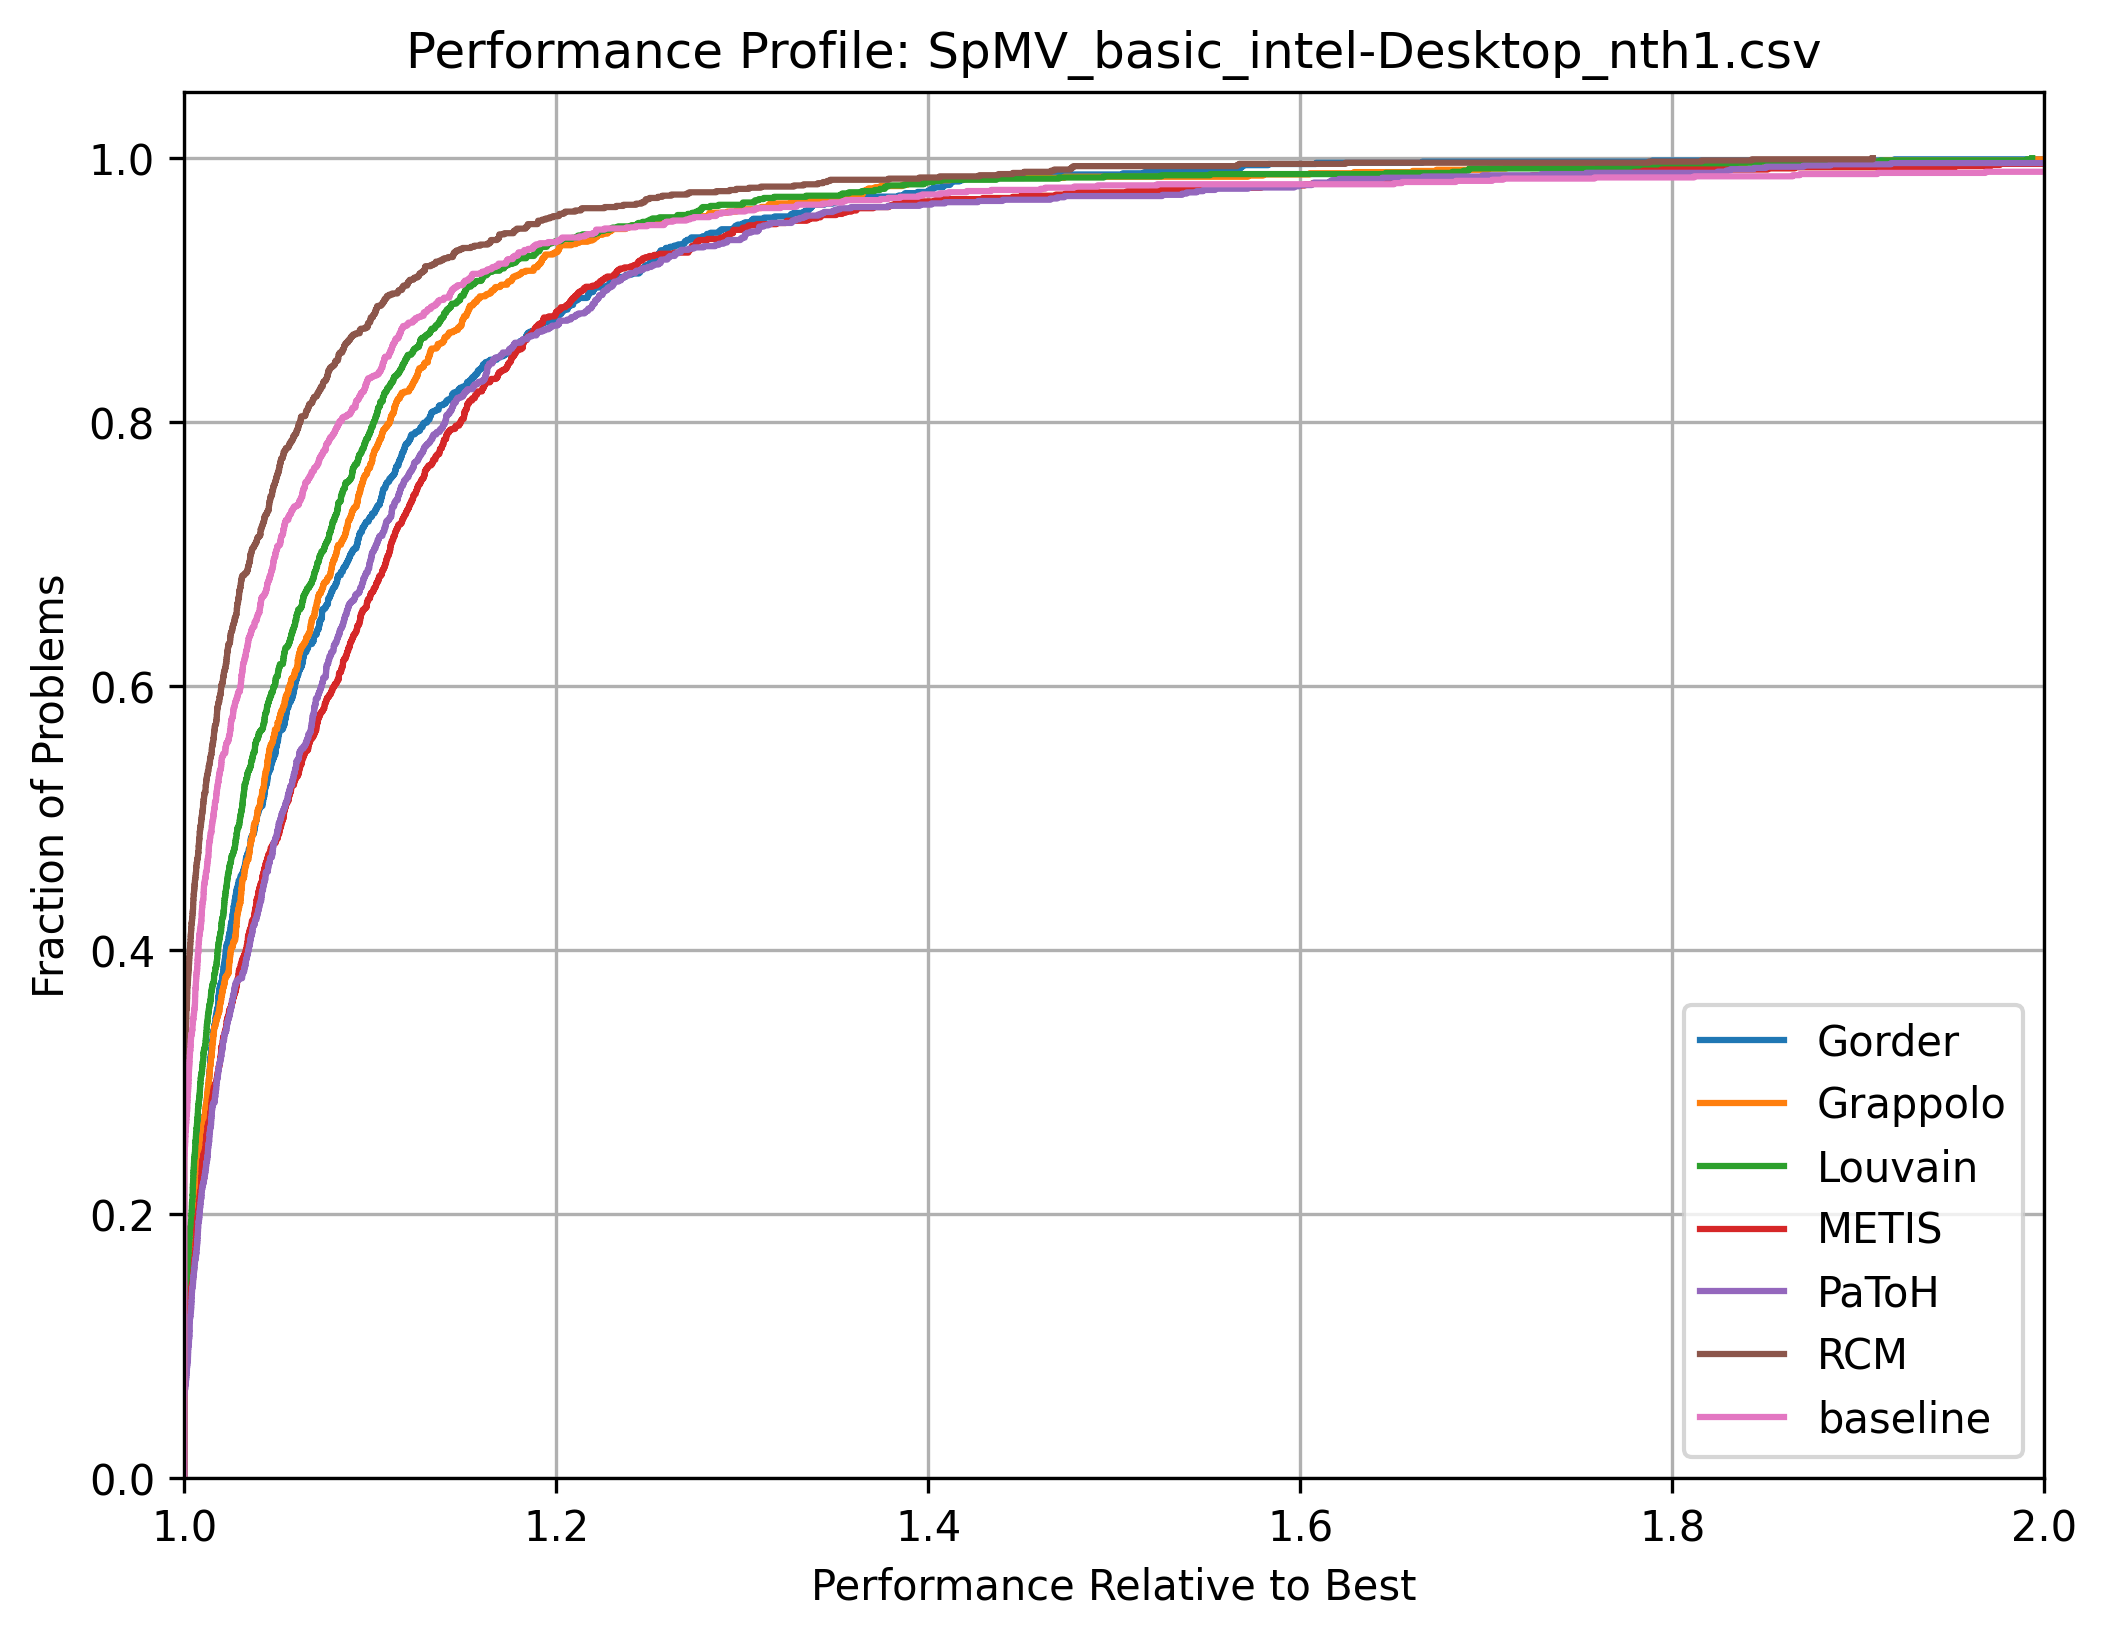 Performance Profile: SpMV_basic_intel-Desktop_nth1.csv
Fraction of Problems
1.0
0.8
0.6
0.4
0.2
0.0
1.0 1.2 1.4 1.6 1.8 2.0
Performance Relative to Best
Gorder
Grappolo
Louvain
METIS
PaToH
RCM
baseline